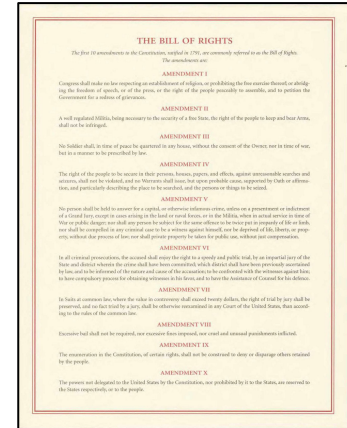 THE BILL OF RIGHTS
The first 10 amendments to the Constitution, ratified in 1791, are commonly referred to as the Bill of Rights.
The amendments are:
AMENDMENT I
Congress shall make no law respecting an establishment of religion, or prohibiting the free exercise thereof; or abridg-
ing the freedom of speech, or of the press, or the right of the people peaceably to assemble, and to petition the
Government for a redress of grievances.
AMENDMENT II
A well regulated Militia, being necessary to the security of a free State, the right of the people to keep and bear Arms,
shall not be infringed.
AMENDMENT III
No Soldier shall, in time of peace be quartered in any house, without the consent of the Owner, nor in time of war,
but in a manner to be prescribed by law.
AMENDMENT IV
The right of the people to be secure in their persons, houses, papers, and effects, against unreasonable searches and
seizures, shall not be violated, and no Warrants shall issue, but upon probable cause, supported by Oath or affirma-
tion, and particularly describing the place to be searched, and the persons or things to be seized.
AMENDMENT V
No person shall be held to answer for a capital, or otherwise infamous crime, unless on a presentment or indictment
of a Grand Jury, except in cases arising in the land or naval forces, or in the Militia, when in actual service in time of
War or public danger; nor shall any person be subject for the same offence to be twice put in jeopardy of life or limb,
nor shall be compelled in any criminal case to be a witness against himself, nor be deprived of life, liberty, or prop-
erty, without due process of law; nor shall private property be taken for public use, without just compensation.
AMENDMENT VI
In all criminal prosecutions, the accused shall enjoy the right to a speedy and public trial, by an impartial jury of the
State and district wherein the crime shall have been committed; which district shall have been previously ascertained
by law, and to be informed of the nature and cause of the accusation; to be confronted with the witnesses against him;
to have compulsory process for obtaining witnesses in his favor, and to have the Assistance of Counsel for his defence.
AMENDMENT VII
In Suits at common law, where the value in controversy shall exceed twenty dollars, the right of trial by jury shall be
preserved, and no fact tried by a jury, shall be otherwise reexamined in any Court of the United States, than accord-
ing to the rules of the common law.
AMENDMENT VIII
Excessive bail shall not be required, nor excessive fines imposed, nor cruel and unusual punishments inflicted.
AMENDMENT IX
The enumeration in the Constitution, of certain rights, shall not be construed to deny or disparage others retained
by the people.
AMENDMENT X
The powers not delegated to the United States by the Constitution, nor prohibited by it to the States, are reserved to
the States respectively, or to the people.